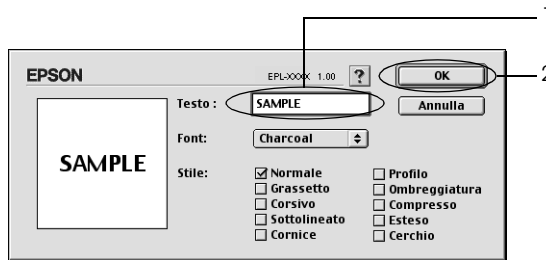 1
EPSON
EPL-XXXX 1.00 ? OK
2
Testo : SAMPLE Annulla
Font: Charcoal
SAMPLE
Stile: Normale Profilo
Grassetto Ombreggiatura
Corsivo Compresso
Sottolineato Esteso
Cornice Cerchio